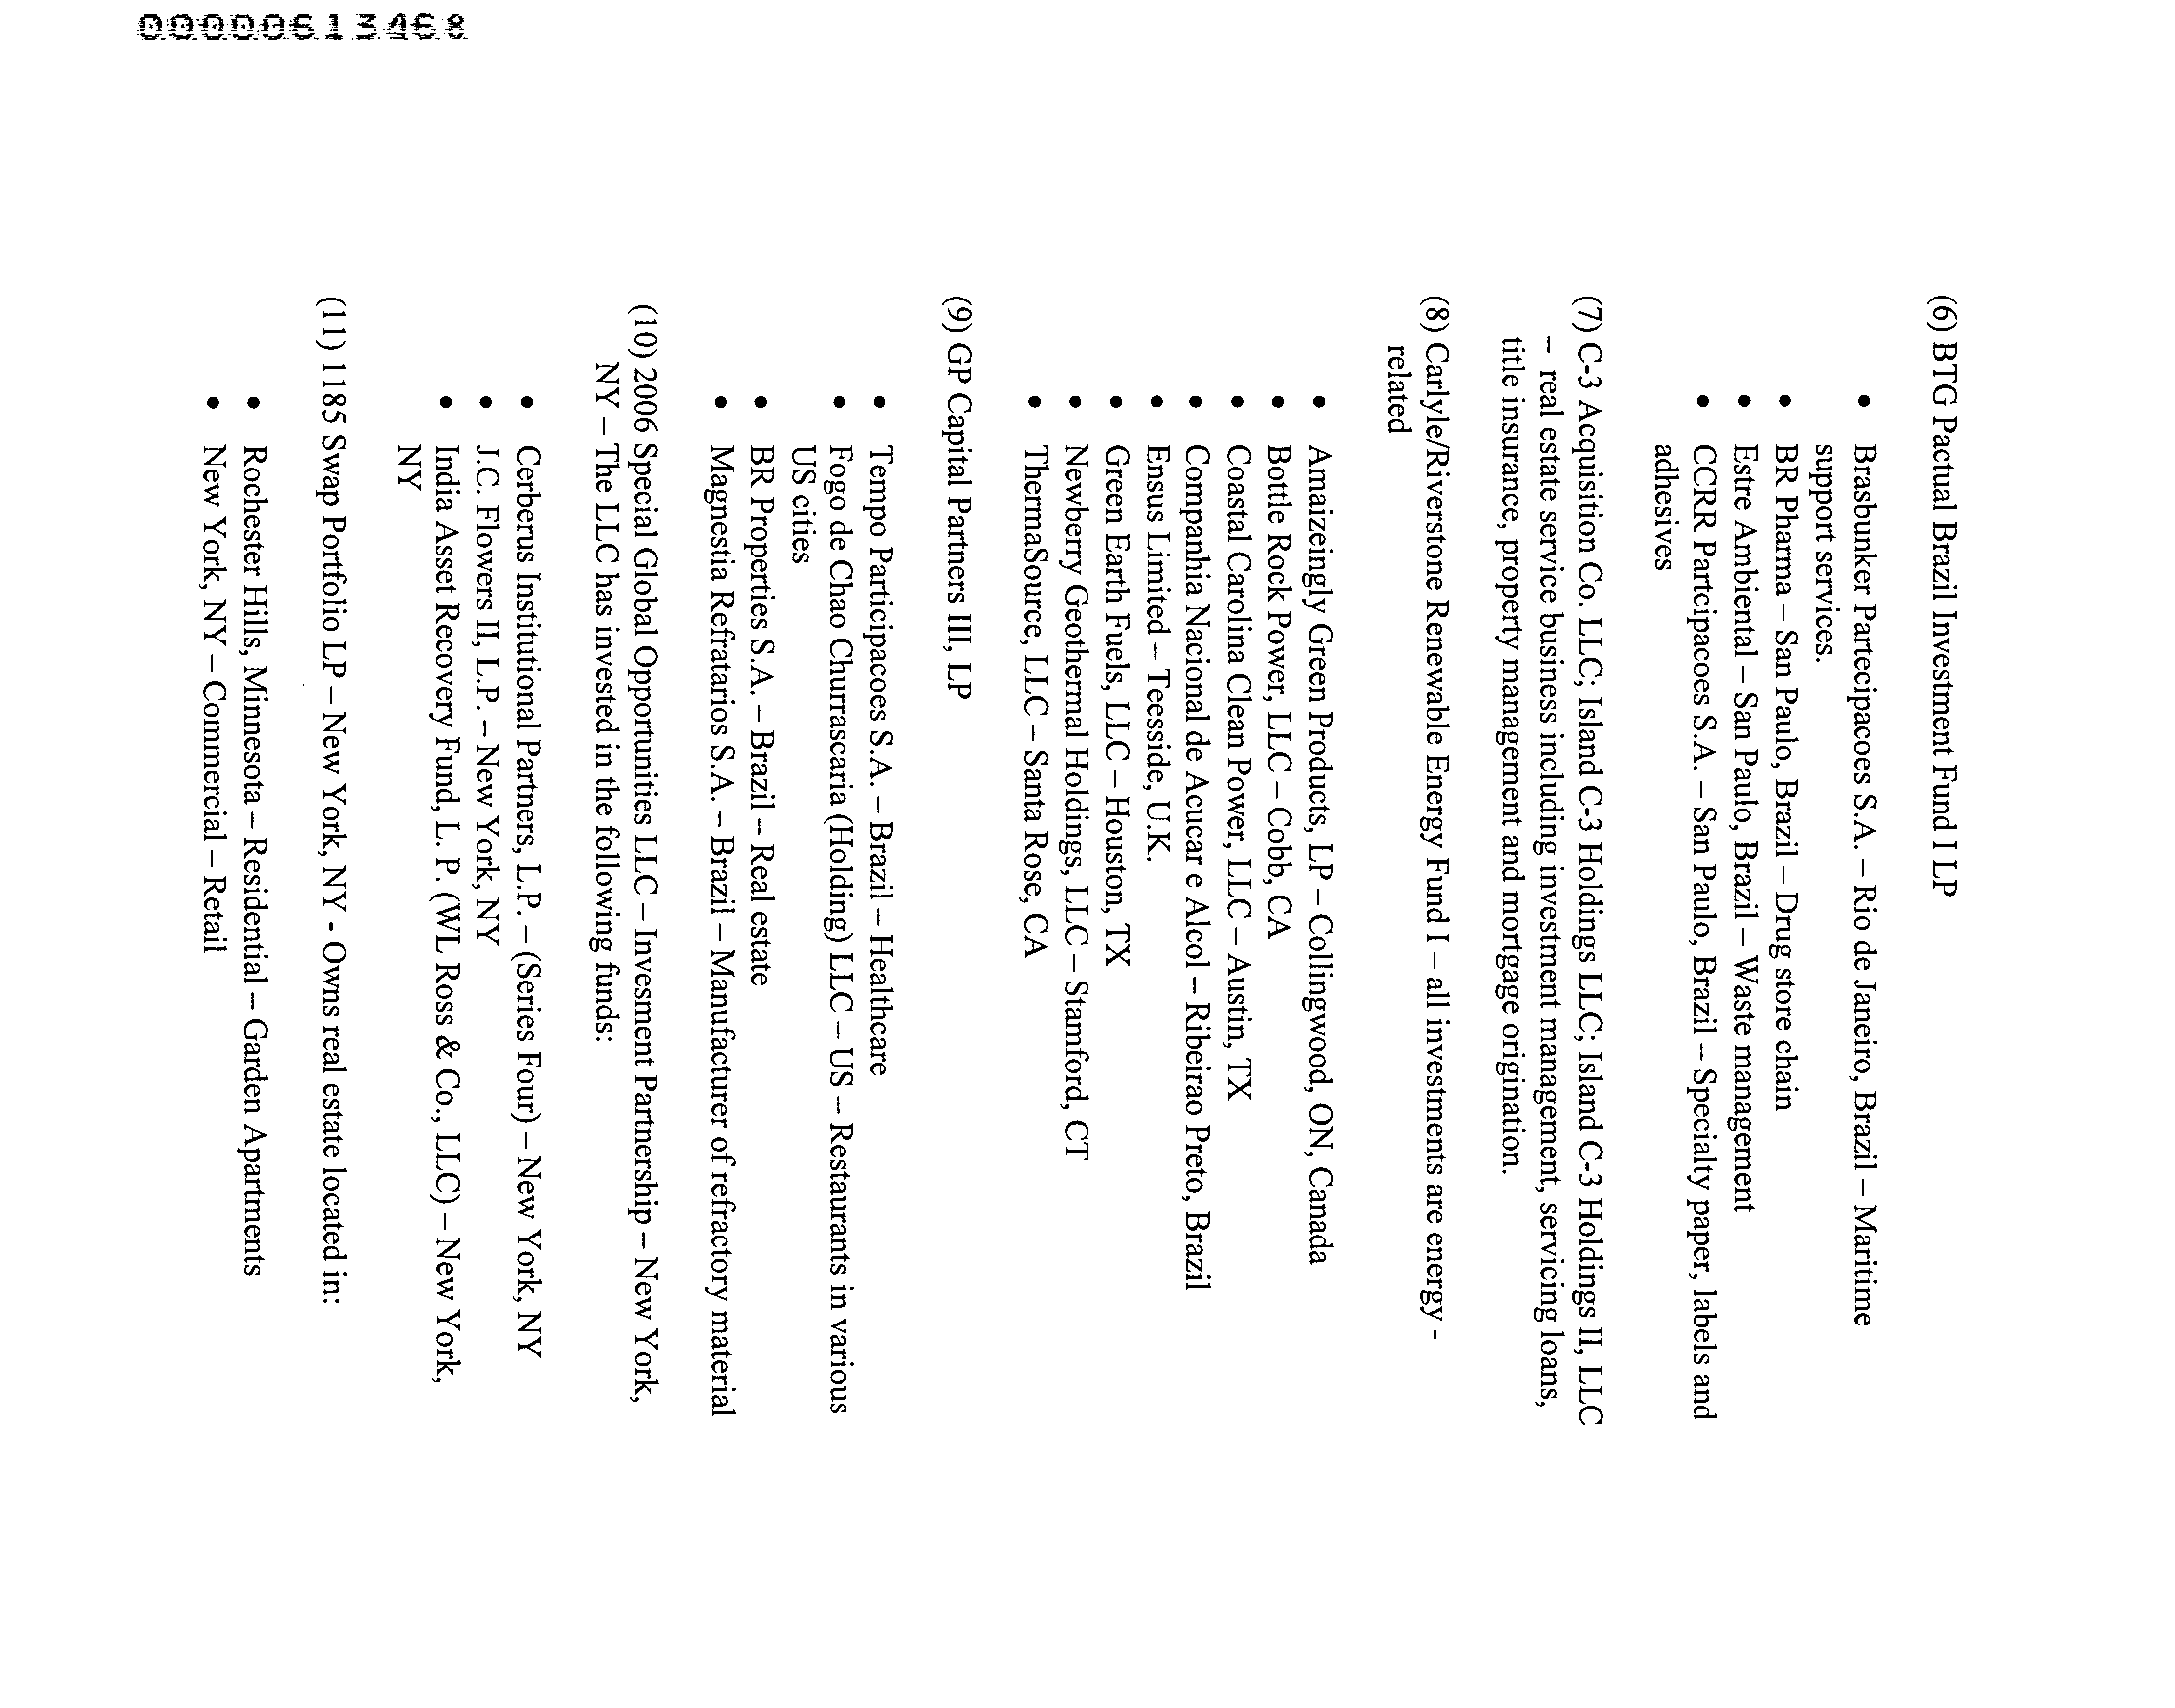 00000613468
(6) BTG Pactual Brazil Investment Fund I LP
• Brasbunker Partecipacoes S.A. – Rio de Janeiro, Brazil – Maritime
support services.
• BR Pharma – San Paulo, Brazil – Drug store chain
• Estre Ambiental – San Paulo, Brazil – Waste management
• CCRR Partcipacoes S.A. – San Paulo, Brazil – Specialty paper, labels and
adhesives
(7) C-3 Acquisition Co. LLC; Island C-3 Holdings LLC; Island C-3 Holdings II, LLC
– real estate service business including investment management, servicing loans,
title insurance, property management and mortgage origination.
(8) Carlyle/Riverstone Renewable Energy Fund I – all investments are energy -
related
• Amaizeingly Green Products, LP – Collingwood, ON, Canada
• Bottle Rock Power, LLC – Cobb, CA
• Coastal Carolina Clean Power, LLC – Austin, TX
• Companhia Nacional de Acucar e Alcol – Ribeirao Preto, Brazil
• Ensus Limited – Teesside, U.K.
• Green Earth Fuels, LLC – Houston, TX
• Newberry Geothermal Holdings, LLC – Stamford, CT
• ThermaSource, LLC – Santa Rose, CA
(9) GP Capital Partners III, LP
• Tempo Participacoes S.A. – Brazil – Healthcare
• Fogo de Chao Churrascaria (Holding) LLC – US – Restaurants in various
US cities
• BR Properties S.A. – Brazil – Real estate
• Magnestia Refratarios S.A. – Brazil – Manufacturer of refractory material
(10) 2006 Special Global Opportunities LLC – Invesment Partnership – New York,
NY – The LLC has invested in the following funds:
• Cerberus Institutional Partners, L.P. – (Series Four) – New York, NY
• J.C. Flowers II, L.P. – New York, NY
• India Asset Recovery Fund, L. P. (WL Ross & Co., LLC) – New York,
NY
(11) 1185 Swap Portfolio LP – New York, NY - Owns real estate located in:
• Rochester Hills, Minnesota – Residential – Garden Apartments
• New York, NY – Commercial – Retail